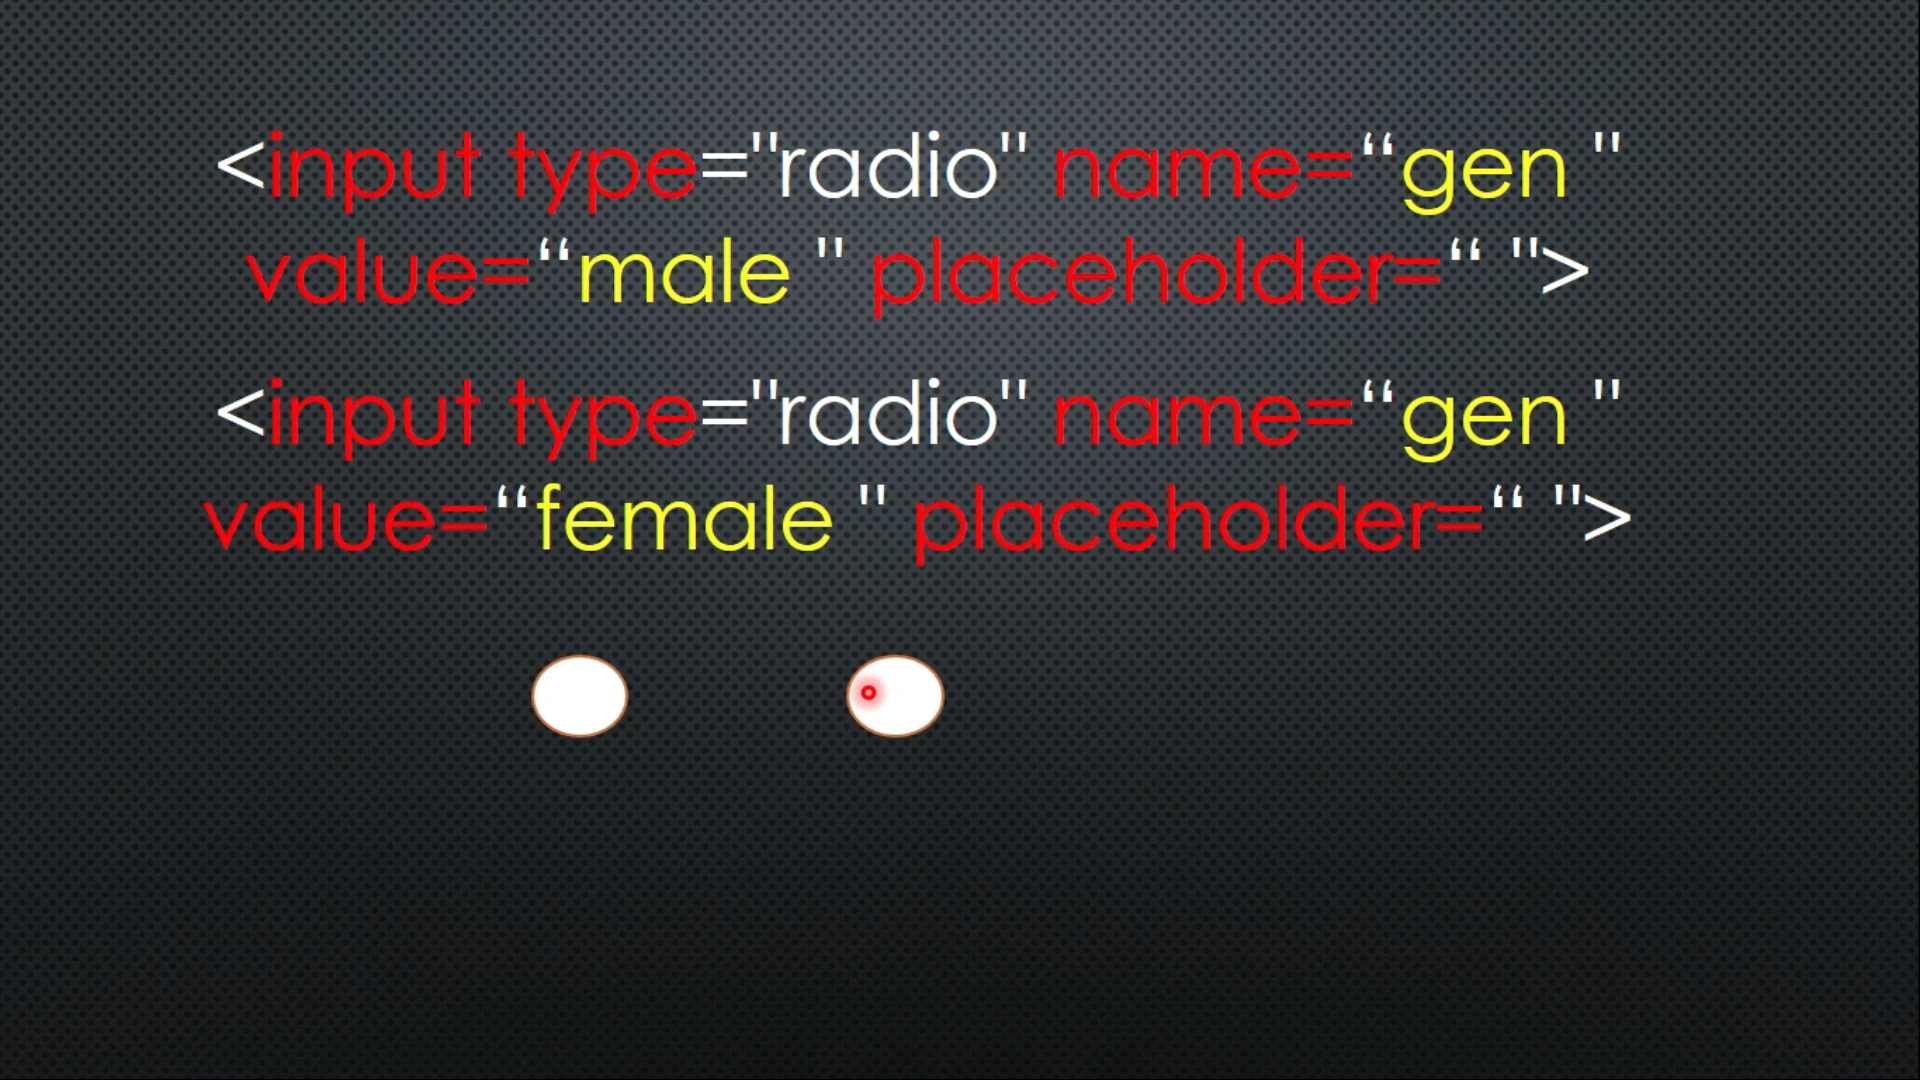 <input type="radio" name=“gen "
value=“male " placeholder=“ ">
<input type="radio" name=“gen "
value=“female " placeholder=“ ">